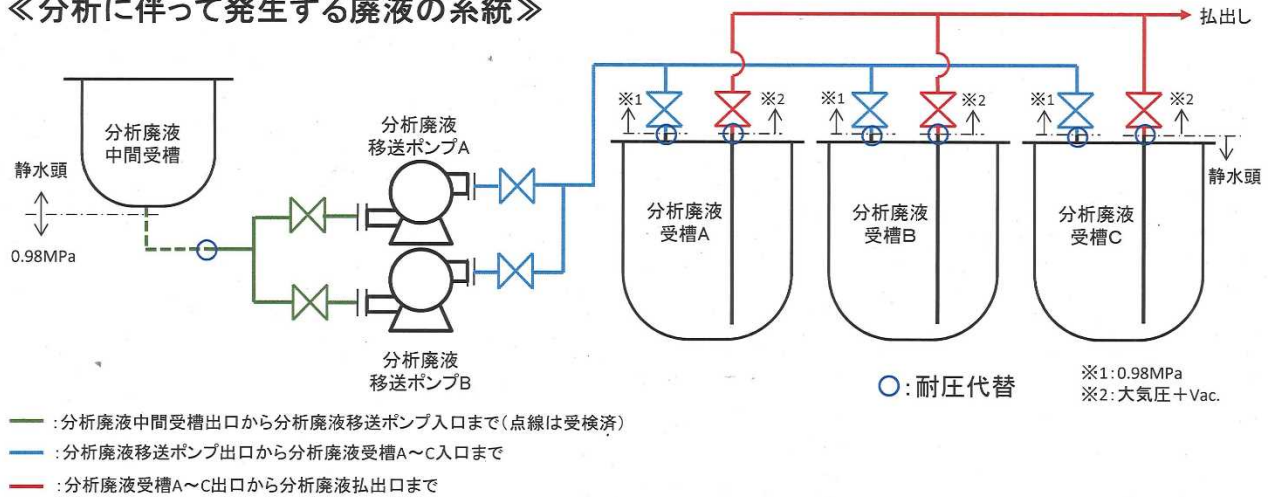 ≪分析に伴って発生する廃液の系統≫
払出し
分析廃液
中間受槽
静水頭
0.98MPa
分析廃液
移送ポンプA
分析廃液
移送ポンプB
※1
※2
※1
※2
※1
※2
静水頭
分析廃液
受槽A
分析廃液
受槽B
分析廃液
受槽C
○:耐圧代替
※1:0.98MPa
※2:大気圧+Vac.
:分析廃液中間受槽出口から分析廃液移送ポンプ入口まで(点線は受検済)
:分析廃液移送ポンプ出口から分析廃液受槽A~C入口まで
:分析廃液受槽A~C出口から分析廃液払出口まで